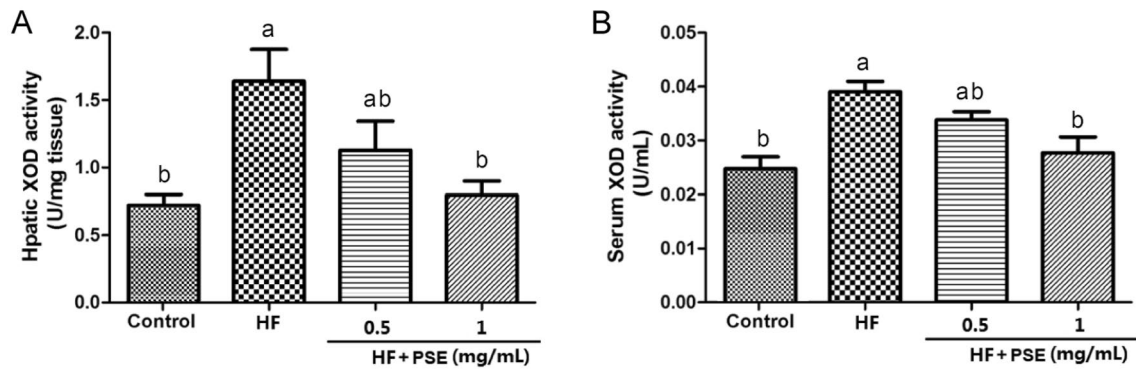 A
Hpatic XOD activity
(U/mg tissue)
2.0
1.5
1.0
0.5
0.0
b
a
ab
b
Control
HF
0.5
1
HF+PSE (mg/mL)
B
Serum XOD activity
(U/mL)
0.05
0.04
0.03
0.02
0.01
0.00
b
a
ab
b
Control
HF
0.5
1
HF+PSE (mg/mL)